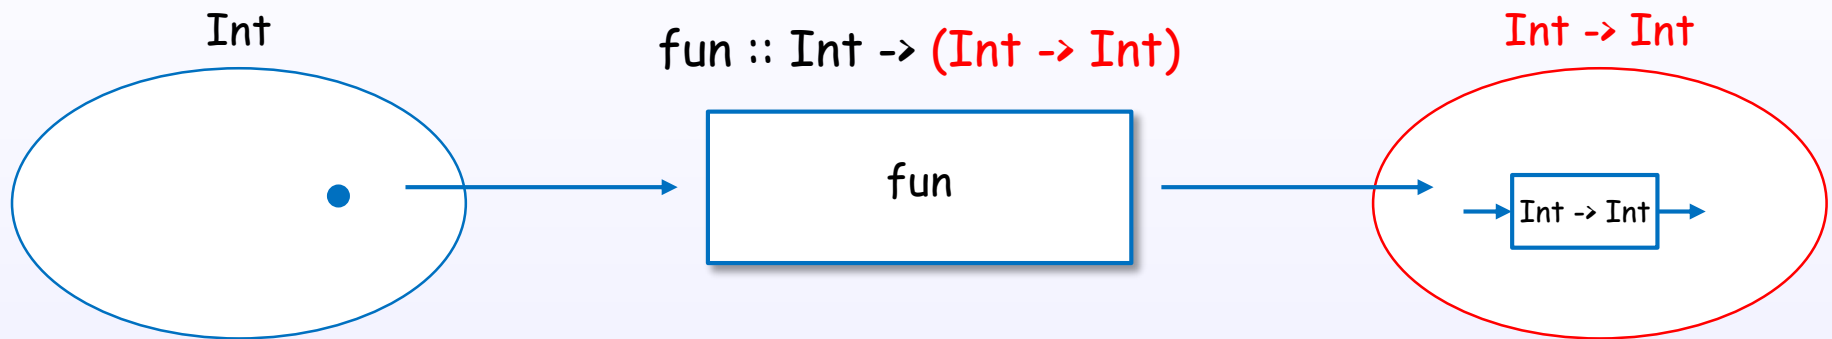 Int
fun :: Int -> (Int -> Int)
Int -> Int
fun
Int -> Int